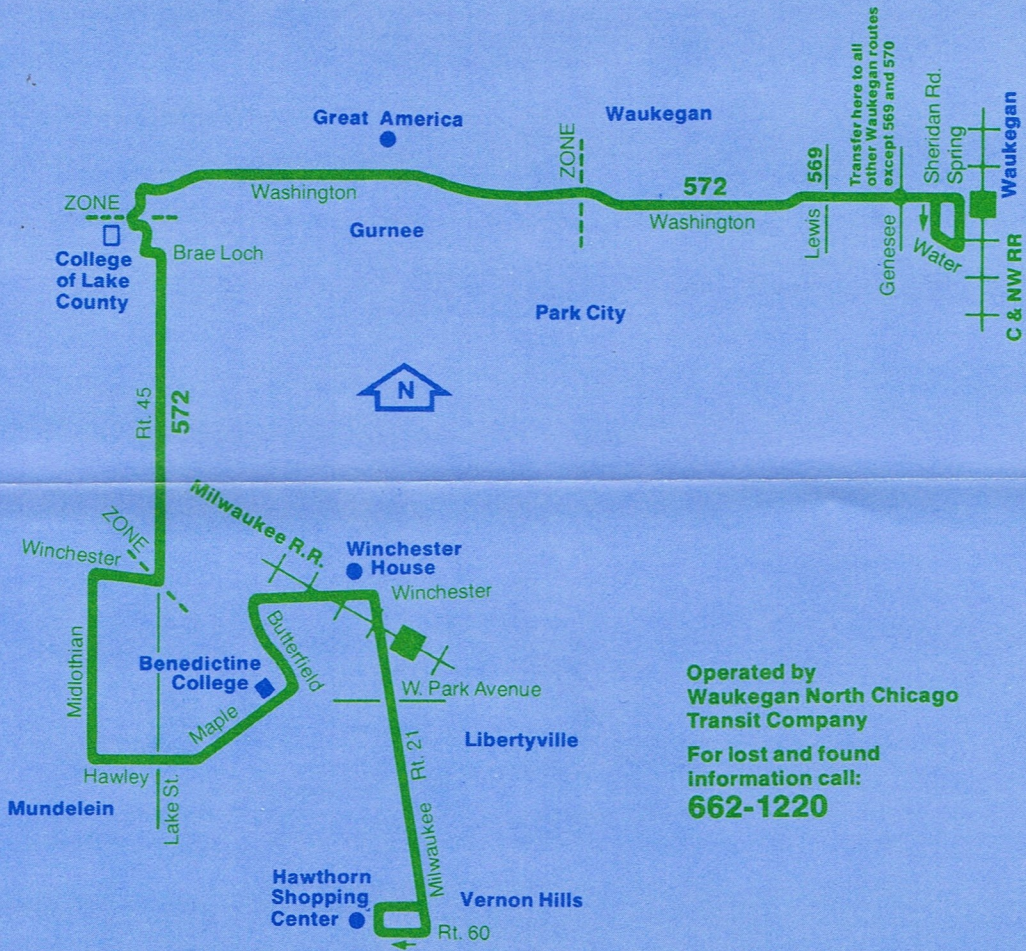 Transfer here to all
other Waukegan routes
except 569 and 570
Great America
Waukegan
ZONE
569
Sheridan Rd.
Spring
Waukegan
Washington
572
ZONE
Gurnee
Washington
Lewis
Genesee
Water
College
of Lake
County
Brae Loch
Park City
C & NW RR
N
Rt. 45
572
Milwaukee R.R.
ZONE
Winchester
Winchester
House
Winchester
Midlothian
Butterfield
Benedictine
College
Maple
W. Park Avenue
Rt. 21
Libertyville
Hawley
Lake St.
Mundelein
Milwaukee
Hawthorn
Shopping
Center
Vernon Hills
Rt. 60
Operated by
Waukegan North Chicago
Transit Company
For lost and found
information call:
662-1220